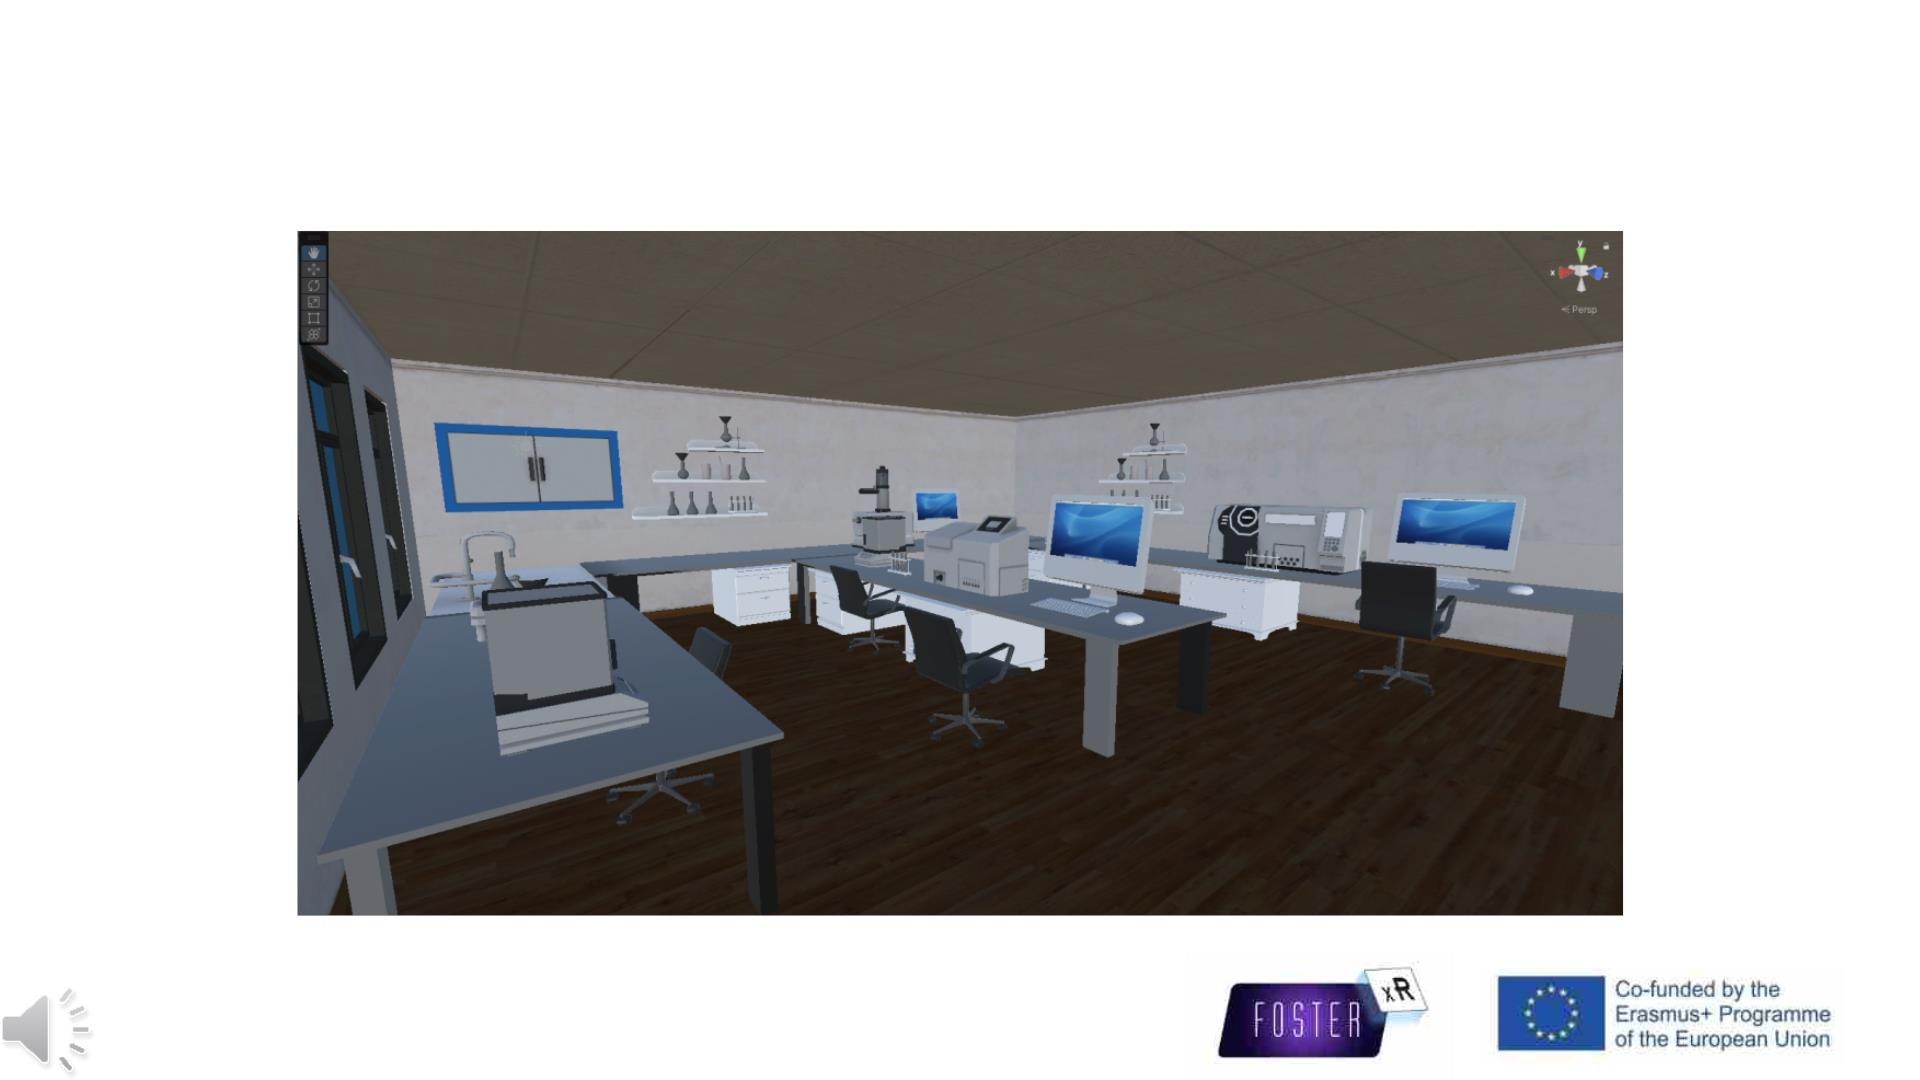 y
x
z
Persp
FOSTER
xR
Co-funded by the
Erasmus+ Programme
of the European Union